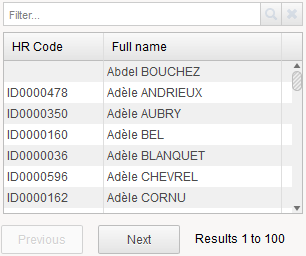 Filter...
HR Code Full name
Abdel BOUCHEZ
ID0000478 Adèle ANDRIEUX
ID0000350 Adèle AUBRY
ID0000160 Adèle BEL
ID0000036 Adèle BLANQUET
ID0000596 Adèle CHEVREL
ID0000162 Adèle CORNU
Previous Next Results 1 to 100